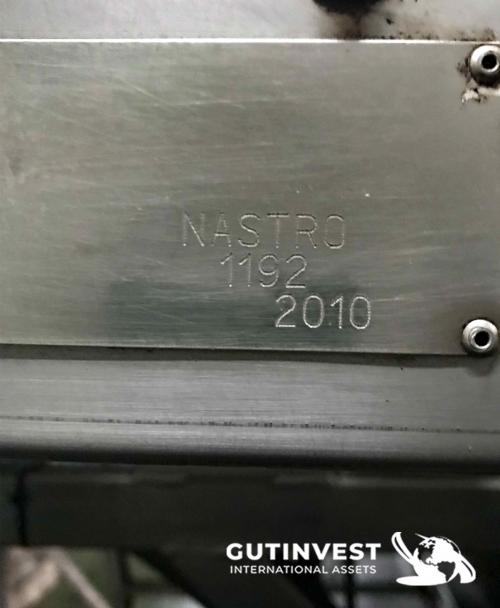 NASTRO
1192
2010
GUTINVEST
INTERNATIONAL ASSETS